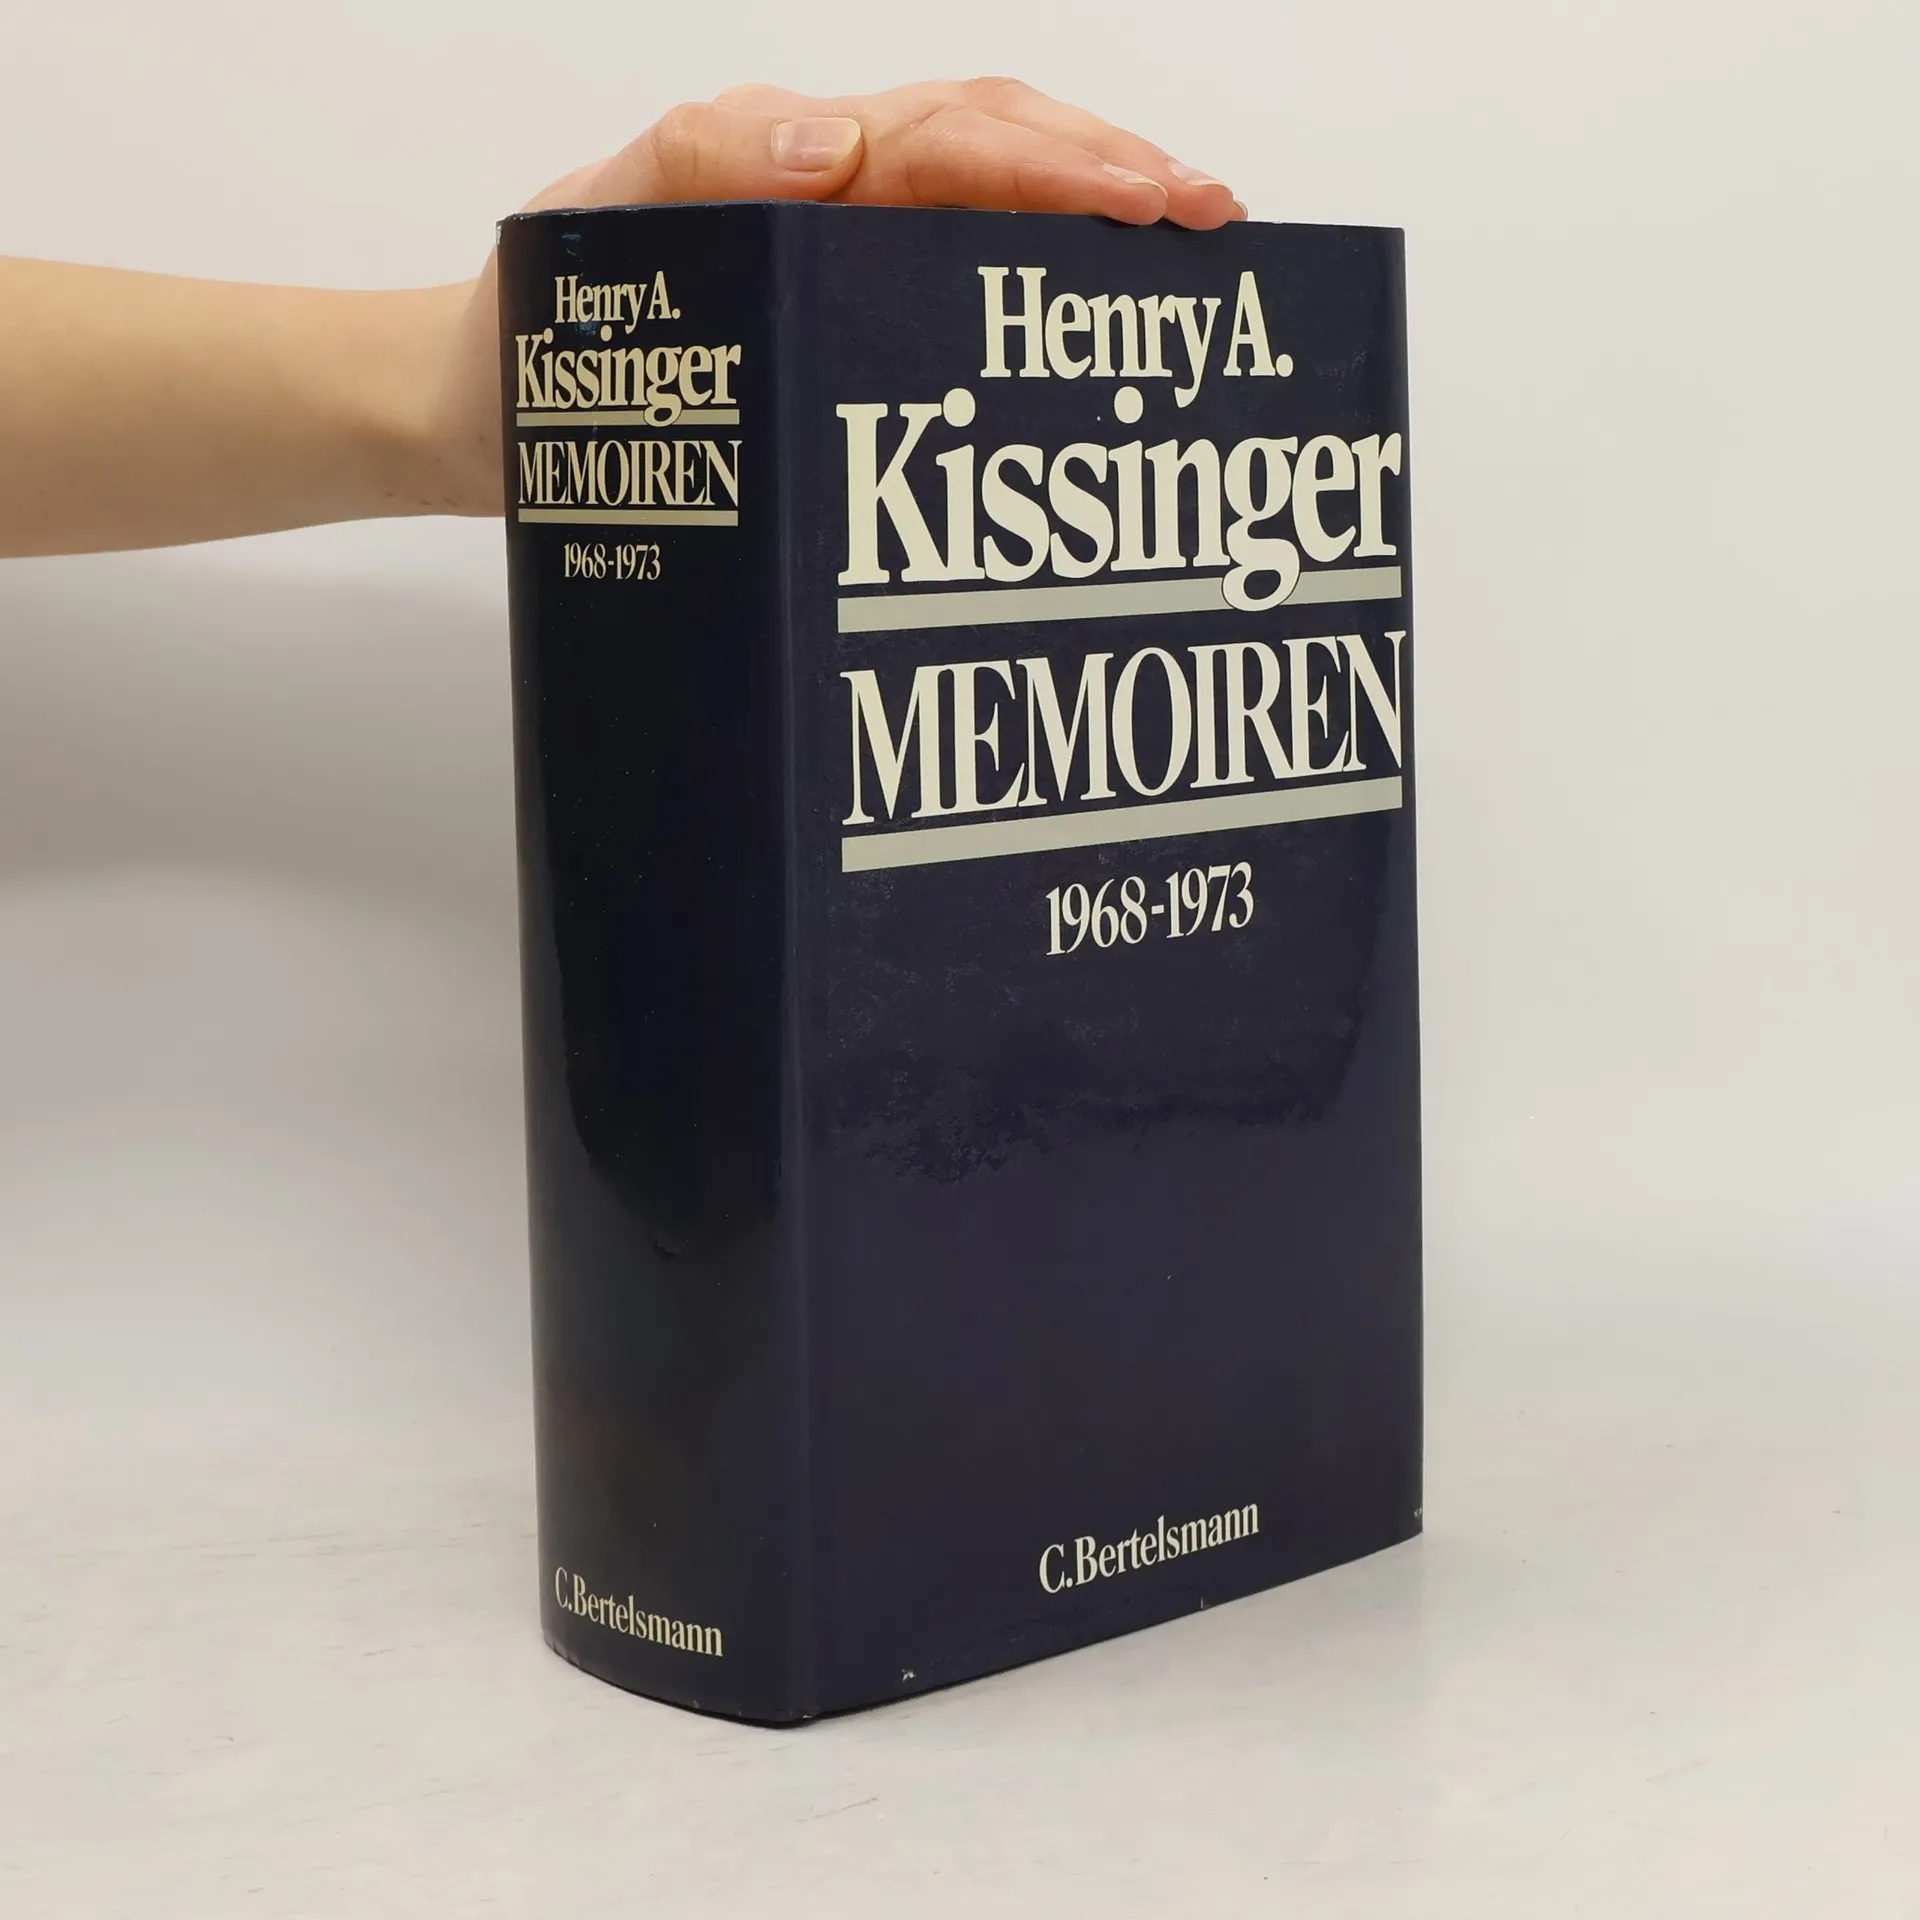 Henry A.
Kissinger
MEMOIREN
1968-1973
C.Bertelsmann
Henry A.
Kissinger
MEMOIREN
1968-1973
C.Bertelsmann